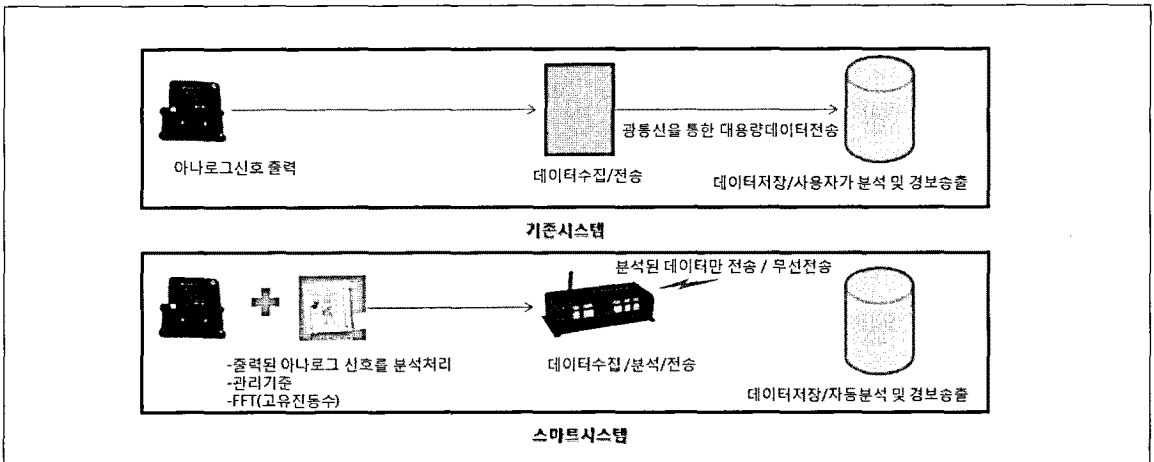 아나로그신호 출력
데이터수집/전송
광통신을 통한 대용량데이터전송
데이터저장/사용자가 분석 및 경보송출
기존시스템
분석된 데이터만 전송 / 무선전송
-출력된 아나로그 신호를 분석처리
-관리기준
-FFT(고유진동수)
데이터수집/분석/전송
데이터저장/자동분석 및 경보송출
스마트시스템